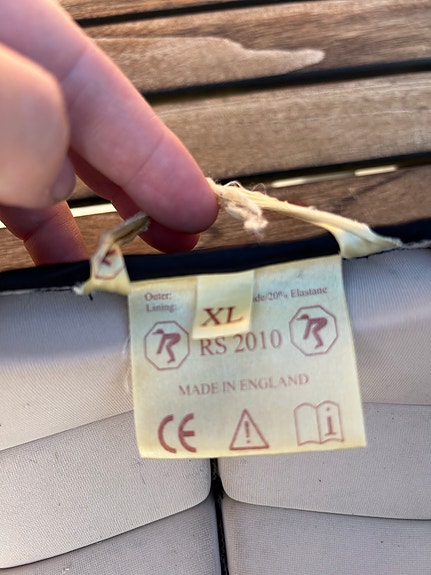 Outer: de/20% Elastane
Lining:
XL
RS 2010
MADE IN ENGLAND
CE